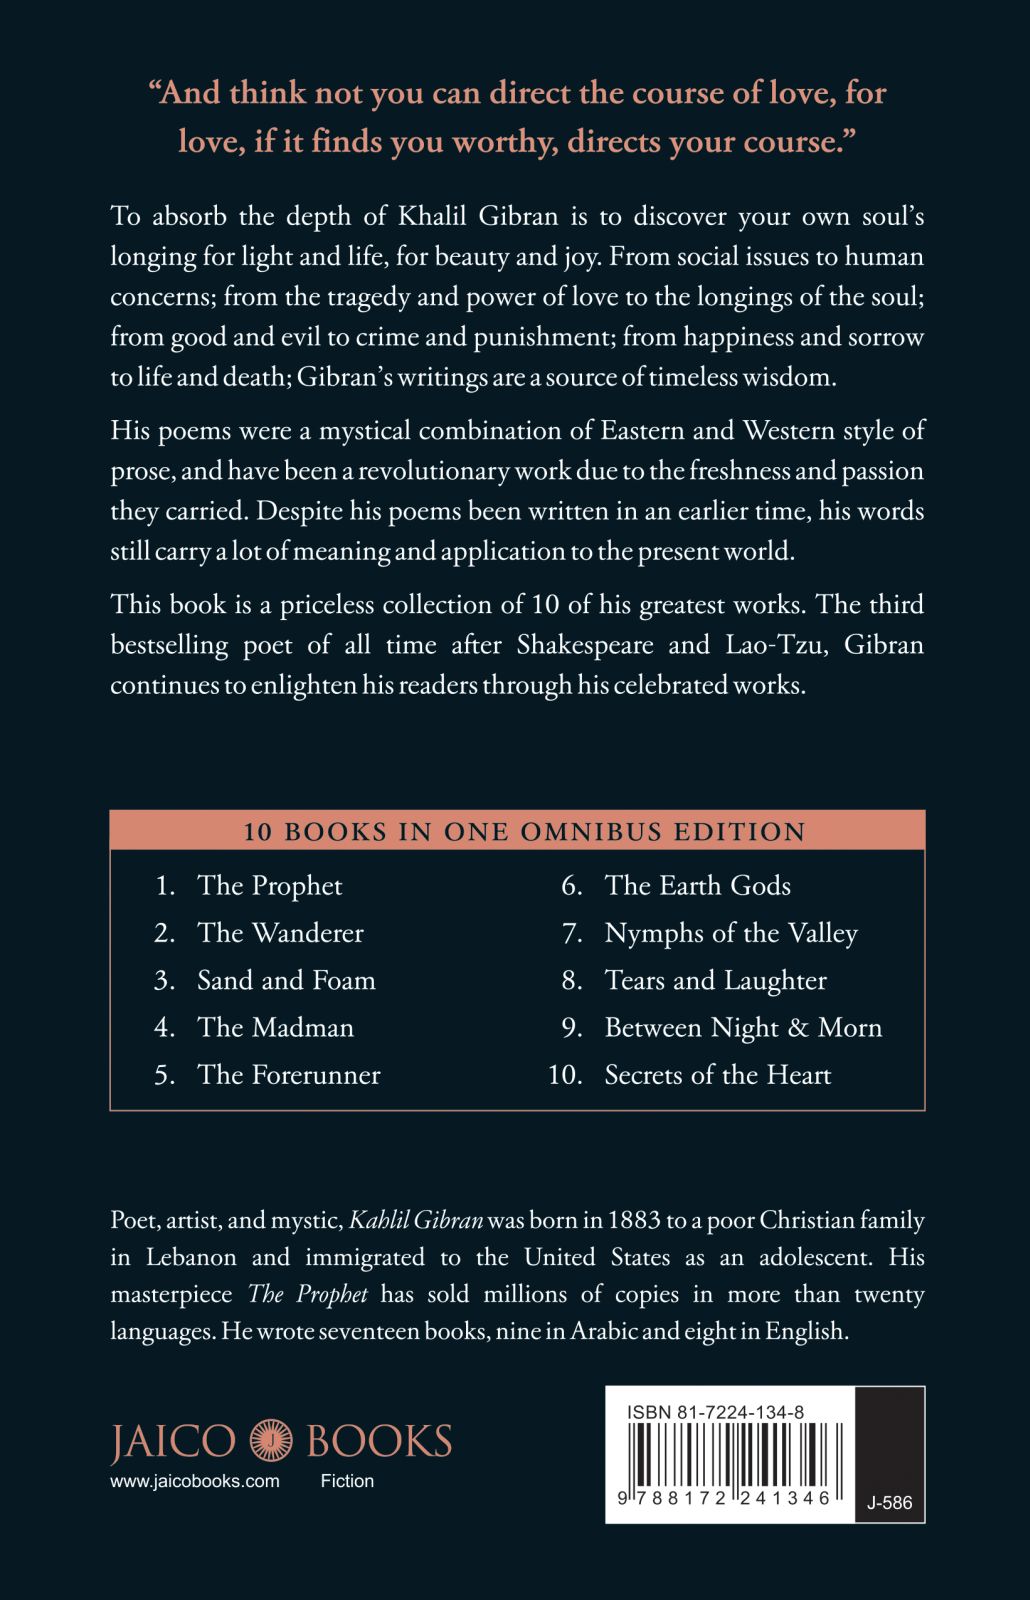 “And think not you can direct the course of love, for
love, if it finds you worthy, directs your course.”
To absorb the depth of Khalil Gibran is to discover your own soul’s
longing for light and life, for beauty and joy. From social issues to human
concerns; from the tragedy and power of love to the longings of the soul;
from good and evil to crime and punishment; from happiness and sorrow
to life and death; Gibran’s writings are a source of timeless wisdom.
His poems were a mystical combination of Eastern and Western style of
prose, and have been a revolutionary work due to the freshness and passion
they carried. Despite his poems been written in an earlier time, his words
still carry a lot of meaning and application to the present world.
This book is a priceless collection of 10 of his greatest works. The third
bestselling poet of all time after Shakespeare and Lao-Tzu, Gibran
continues to enlighten his readers through his celebrated works.
10 BOOKS IN ONE OMNIBUS EDITION
1. The Prophet
2. The Wanderer
3. Sand and Foam
4. The Madman
5. The Forerunner
6. The Earth Gods
7. Nymphs of the Valley
8. Tears and Laughter
9. Between Night & Morn
10. Secrets of the Heart
Poet, artist, and mystic, Kahlil Gibran was born in 1883 to a poor Christian family
in Lebanon and immigrated to the United States as an adolescent. His
masterpiece The Prophet has sold millions of copies in more than twenty
languages. He wrote seventeen books, nine in Arabic and eight in English.
JAICO J BOOKS
www.jaicobooks.com Fiction
ISBN 81-7224-134-8
9 788172 241346
J-586